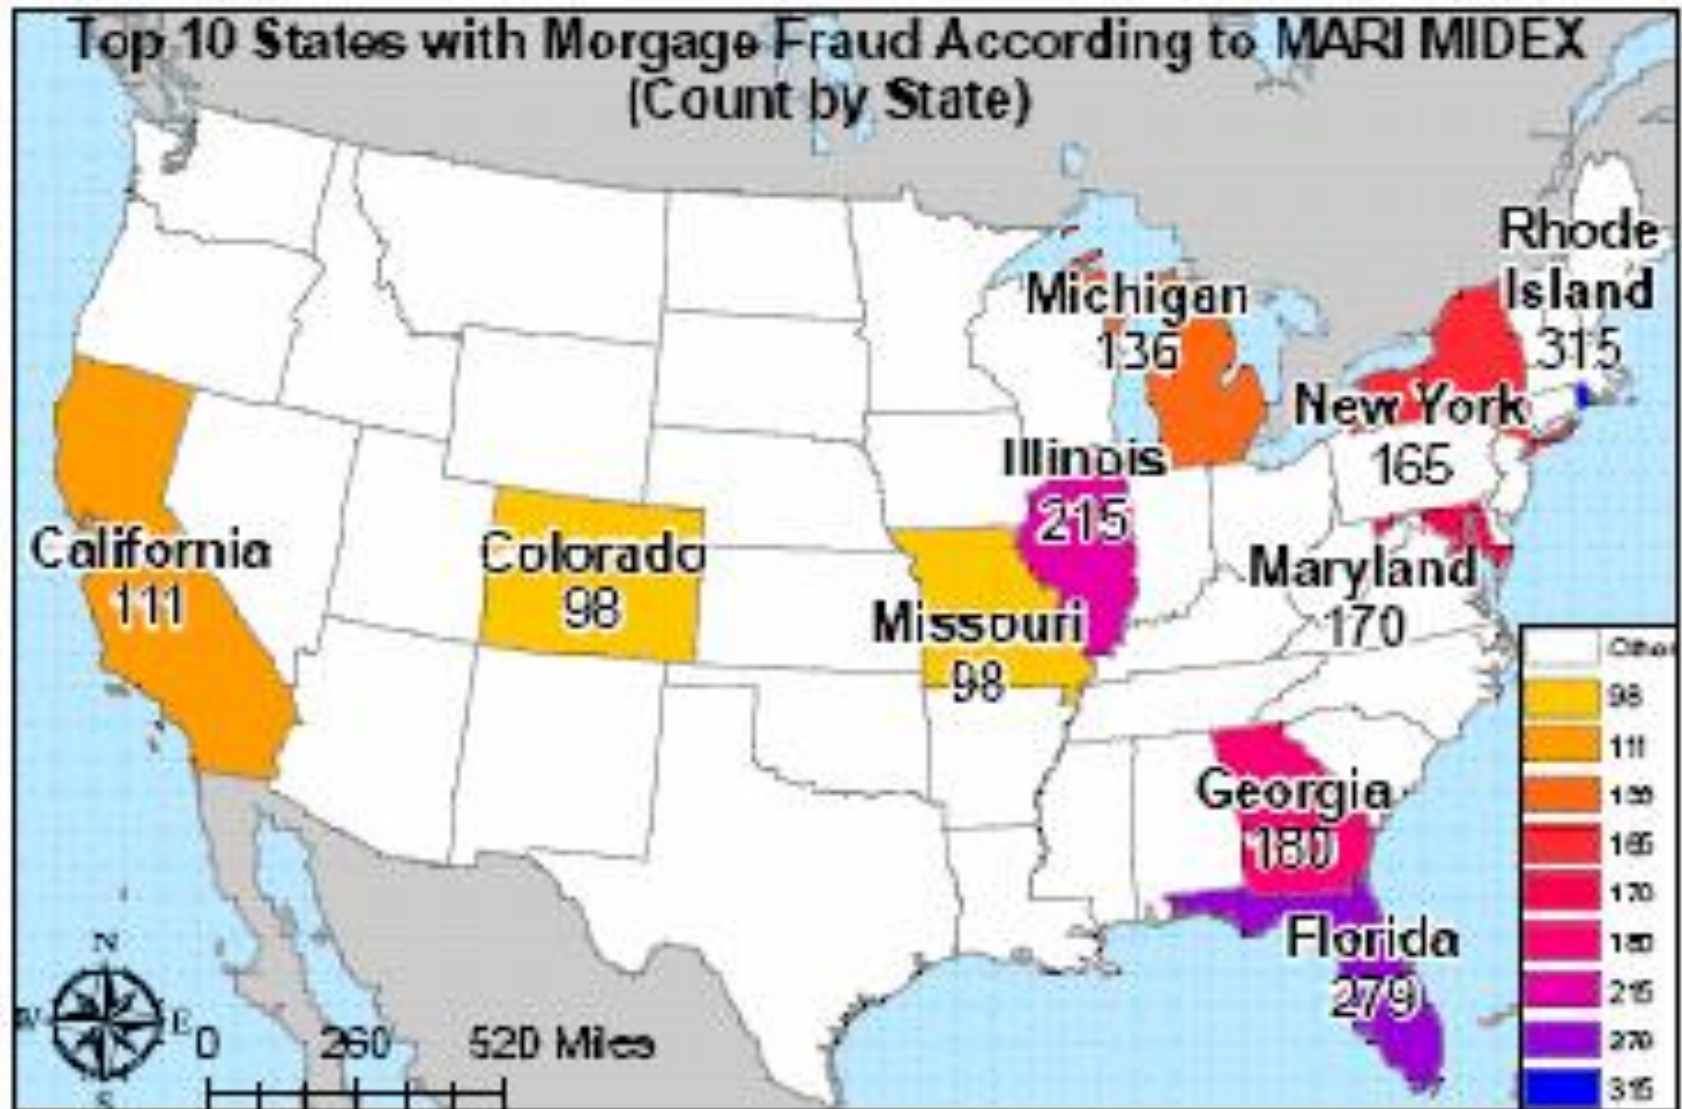 Top 10 States with Morgage Fraud According to MARI MIDEX
(Count by State)
Rhode
Island
315
Michigan
136
New York
165
Illinois
215
California
111
Colorado
98
Maryland
170
Missouri
98
Georgia
180
Florida
279
N
W
E
S
0 260 520 Miles
98
111
165
170
180
215
315